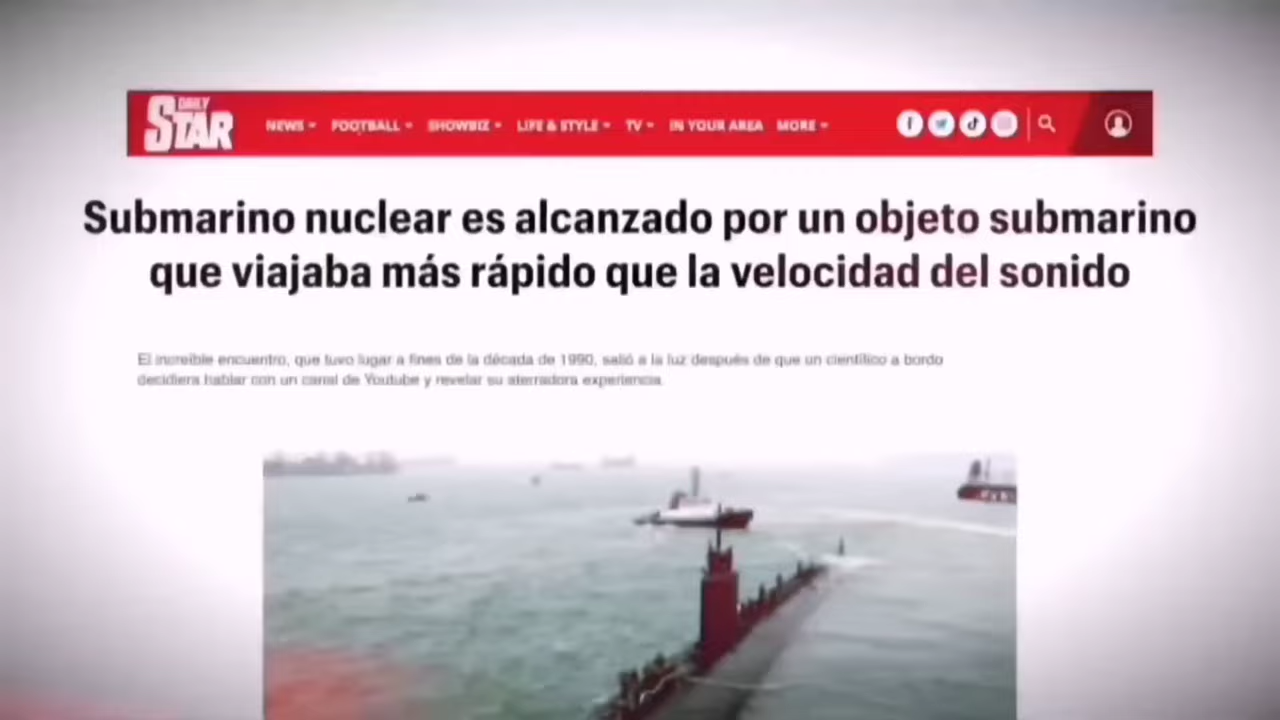 DAILY
STAR
NEWS FOOTBALL SHOWBIZ LIFE & STYLE TV IN YOUR AREA MORE
Submarino nuclear es alcanzado por un objeto submarino
que viajaba más rápido que la velocidad del sonido
El increíble encuentro, que tuvo lugar a fines de la década de 1990, salió a la luz después de que un científico a bordo
decidiera hablar con un canal de Youtube y revelar su aterradora experiencia.